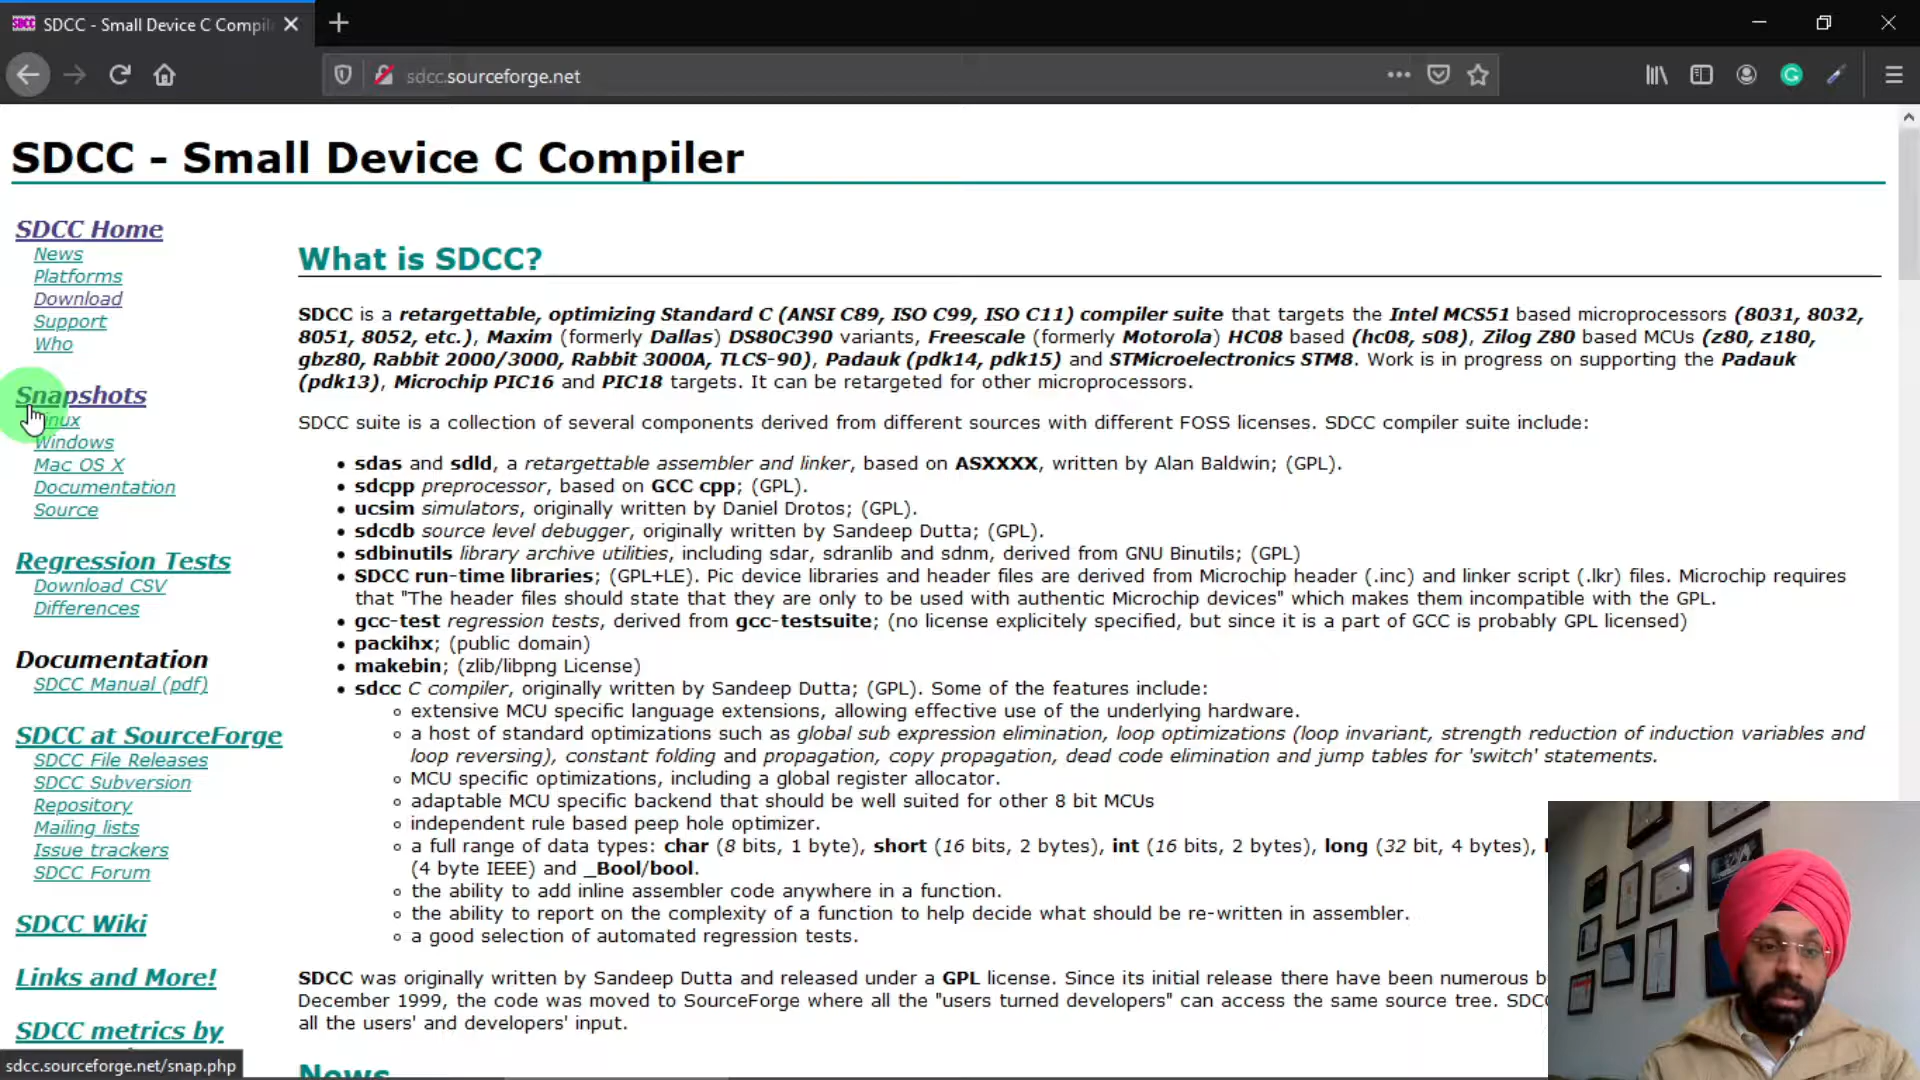 SDCC - Small Device C Compil
sdcc.sourceforge.net
SDCC - Small Device C Compiler
SDCC Home
News
Platforms
Download
Support
Who
Snapshots
Linux
Windows
Mac OS X
Documentation
Source
Regression Tests
Download CSV
Differences
Documentation
SDCC Manual (pdf)
SDCC at SourceForge
SDCC File Releases
SDCC Subversion
Repository
Mailing lists
Issue trackers
SDCC Forum
SDCC Wiki
Links and More!
SDCC metrics by
What is SDCC?
SDCC is a retargettable, optimizing Standard C (ANSI C89, ISO C99, ISO C11) compiler suite that targets the Intel MCS51 based microprocessors (8031, 8032,
8051, 8052, etc.), Maxim (formerly Dallas) DS80C390 variants, Freescale (formerly Motorola) HC08 based (hc08, s08), Zilog Z80 based MCUs (z80, z180,
gbz80, Rabbit 2000/3000, Rabbit 3000A, TLCS-90), Padauk (pdk14, pdk15) and STMicroelectronics STM8. Work is in progress on supporting the Padauk
(pdk13), Microchip PIC16 and PIC18 targets. It can be retargeted for other microprocessors.
SDCC suite is a collection of several components derived from different sources with different FOSS licenses. SDCC compiler suite include:
• sdas and sdld, a retargettable assembler and linker, based on ASXXXX, written by Alan Baldwin; (GPL).
• sdcpp preprocessor, based on GCC cpp; (GPL).
• ucsim simulators, originally written by Daniel Drotos; (GPL).
• sdcdb source level debugger, originally written by Sandeep Dutta; (GPL).
• sdbinutils library archive utilities, including sdar, sdranlib and sdnm, derived from GNU Binutils; (GPL)
• SDCC run-time libraries; (GPL+LE). Pic device libraries and header files are derived from Microchip header (.inc) and linker script (.lkr) files. Microchip requires
that "The header files should state that they are only to be used with authentic Microchip devices" which makes them incompatible with the GPL.
• gcc-test regression tests, derived from gcc-testsuite; (no license explicitely specified, but since it is a part of GCC is probably GPL licensed)
• packihx; (public domain)
• makebin; (zlib/libpng License)
• sdcc C compiler, originally written by Sandeep Dutta; (GPL). Some of the features include:
◦ extensive MCU specific language extensions, allowing effective use of the underlying hardware.
◦ a host of standard optimizations such as global sub expression elimination, loop optimizations (loop invariant, strength reduction of induction variables and
loop reversing), constant folding and propagation, copy propagation, dead code elimination and jump tables for 'switch' statements.
◦ MCU specific optimizations, including a global register allocator.
◦ adaptable MCU specific backend that should be well suited for other 8 bit MCUs
◦ independent rule based peep hole optimizer.
◦ a full range of data types: char (8 bits, 1 byte), short (16 bits, 2 bytes), int (16 bits, 2 bytes), long (32 bit, 4 bytes),
(4 byte IEEE) and _Bool/bool.
◦ the ability to add inline assembler code anywhere in a function.
◦ the ability to report on the complexity of a function to help decide what should be re-written in assembler.
◦ a good selection of automated regression tests.
SDCC was originally written by Sandeep Dutta and released under a GPL license. Since its initial release there have been numerous
December 1999, the code was moved to SourceForge where all the "users turned developers" can access the same source tree. SDCC
all the users' and developers' input.
News
sdcc.sourceforge.net/snap.php